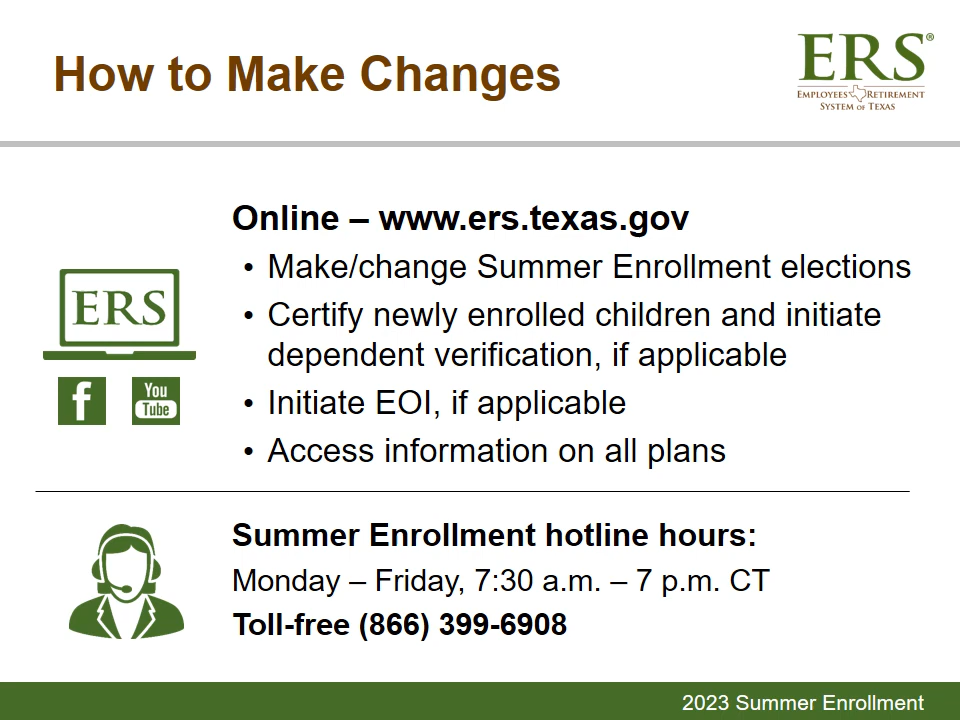 How to Make Changes
ERS®
EMPLOYEES RETIREMENT
SYSTEM OF TEXAS
Online – www.ers.texas.gov
• Make/change Summer Enrollment elections
• Certify newly enrolled children and initiate
dependent verification, if applicable
• Initiate EOI, if applicable
• Access information on all plans
ERS
f
You
Tube
Summer Enrollment hotline hours:
Monday – Friday, 7:30 a.m. – 7 p.m. CT
Toll-free (866) 399-6908
2023 Summer Enrollment